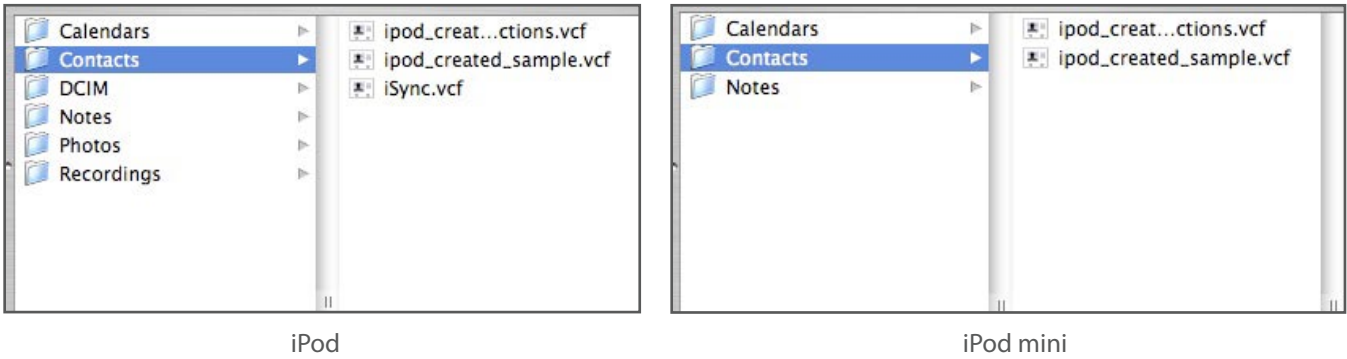 Calendars
Contacts
DCIM
Notes
Photos
Recordings
ipod_creat...ctions.vcf
ipod_created_sample.vcf
iSync.vcf
iPod
Calendars
Contacts
Notes
ipod_creat...ctions.vcf
ipod_created_sample.vcf
iPod mini